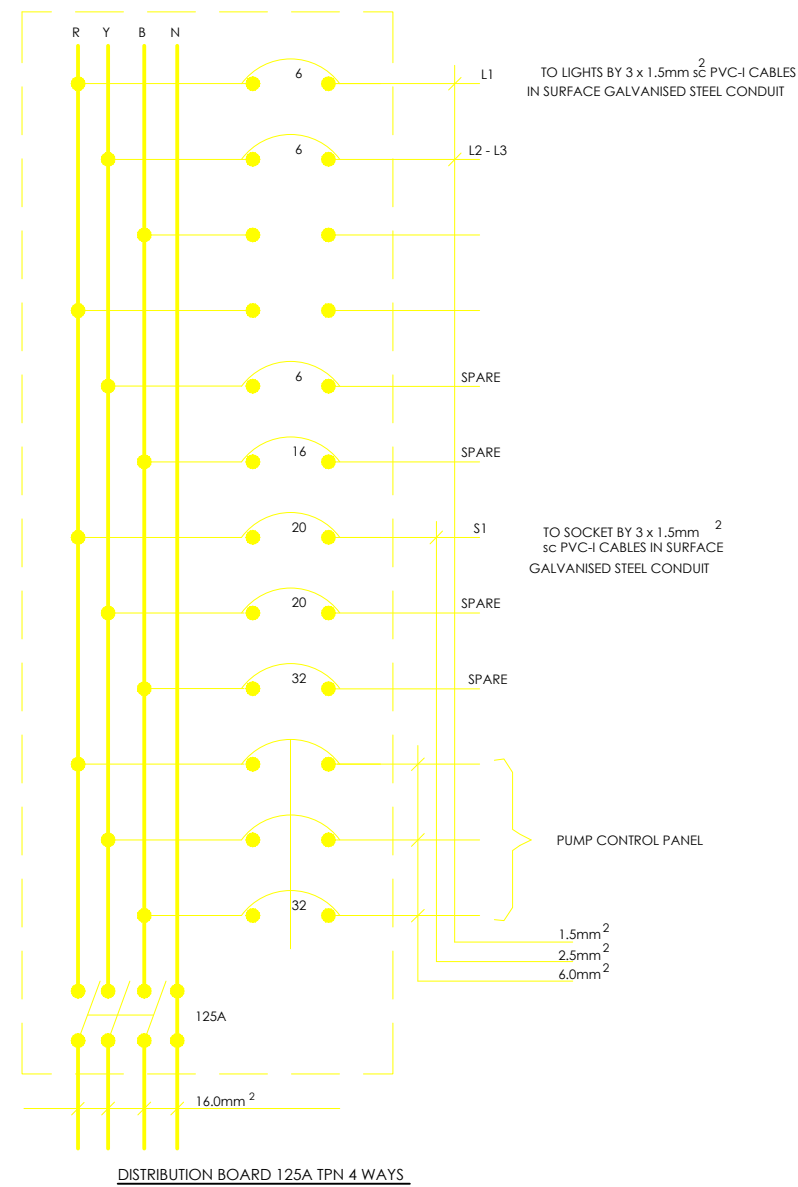 R Y B N
6 L1
TO LIGHTS BY 3 x 1.5mm² sc PVC-I CABLES
IN SURFACE GALVANISED STEEL CONDUIT
6 L2 - L3
6 SPARE
16 SPARE
20 S1
TO SOCKET BY 3 x 1.5mm²
sc PVC-I CABLES IN SURFACE
GALVANISED STEEL CONDUIT
20 SPARE
32 SPARE
PUMP CONTROL PANEL
32
1.5mm²
2.5mm²
6.0mm²
125A
16.0mm²
DISTRIBUTION BOARD 125A TPN 4 WAYS